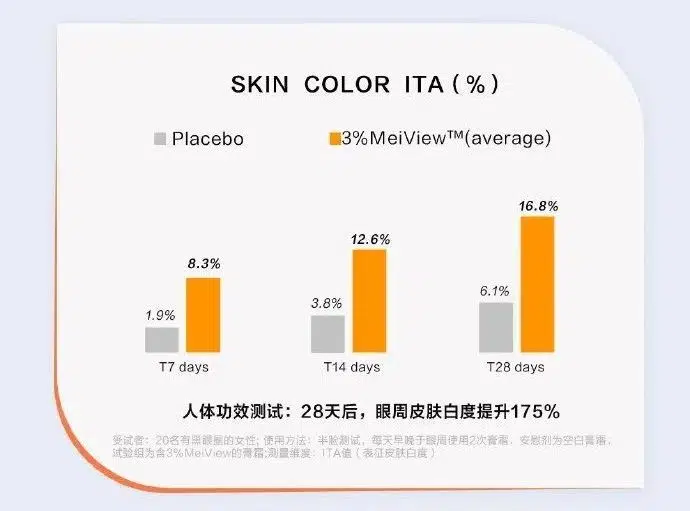 SKIN COLOR ITA(%)
Placebo 3%MeiView™(average)
16.8%
12.6%
8.3%
6.1%
3.8%
1.9%
T7 days T14 days T28 days
人体功效测试：28天后，眼周皮肤白度提升175%
受试者：20名有黑眼圈的女性; 使用方法：半脸测试，每天早晚于眼周使用2次膏霜，安慰剂为空白膏霜，
试验组为含3%MeiView的膏霜;测量维度：ITA值（表征皮肤白度）